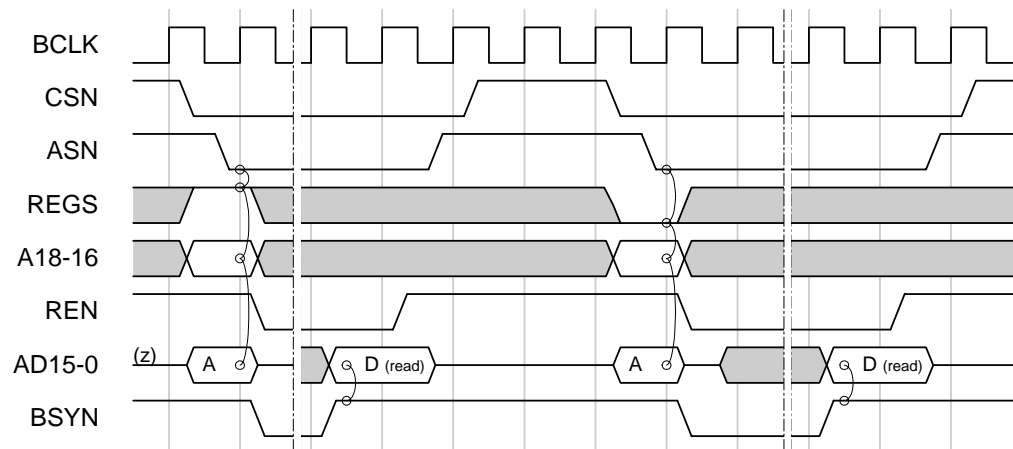 BCLK
CSN
ASN
REGS
A18-16
REN
AD15-0 (z) A D (read) A D (read)
BSYN